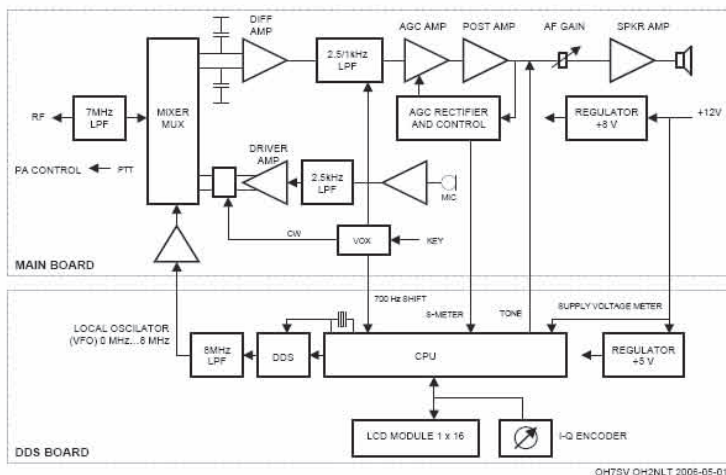 DIFF
AMP
AGC AMP
POST AMP
AF GAIN
SPKR AMP
2.5/1kHz
LPF
RF
7MHz
LPF
MIXER
MUX
AGC RECTIFIER
AND CONTROL
REGULATOR
+8 V
+12V
PA CONTROL
PTT
DRIVER
AMP
2.5kHz
LPF
MIC
CW
VOX
KEY
MAIN BOARD
700 Hz SHIFT
S-METER
TONE
SUPPLY VOLTAGE METER
LOCAL OSCILATOR
(VFO) 0 MHz...8 MHz
8MHz
LPF
DDS
CPU
REGULATOR
+5 V
LCD MODULE 1 x 16
I-Q ENCODER
DDS BOARD
OH7SV OH2NLT 2006-05-01